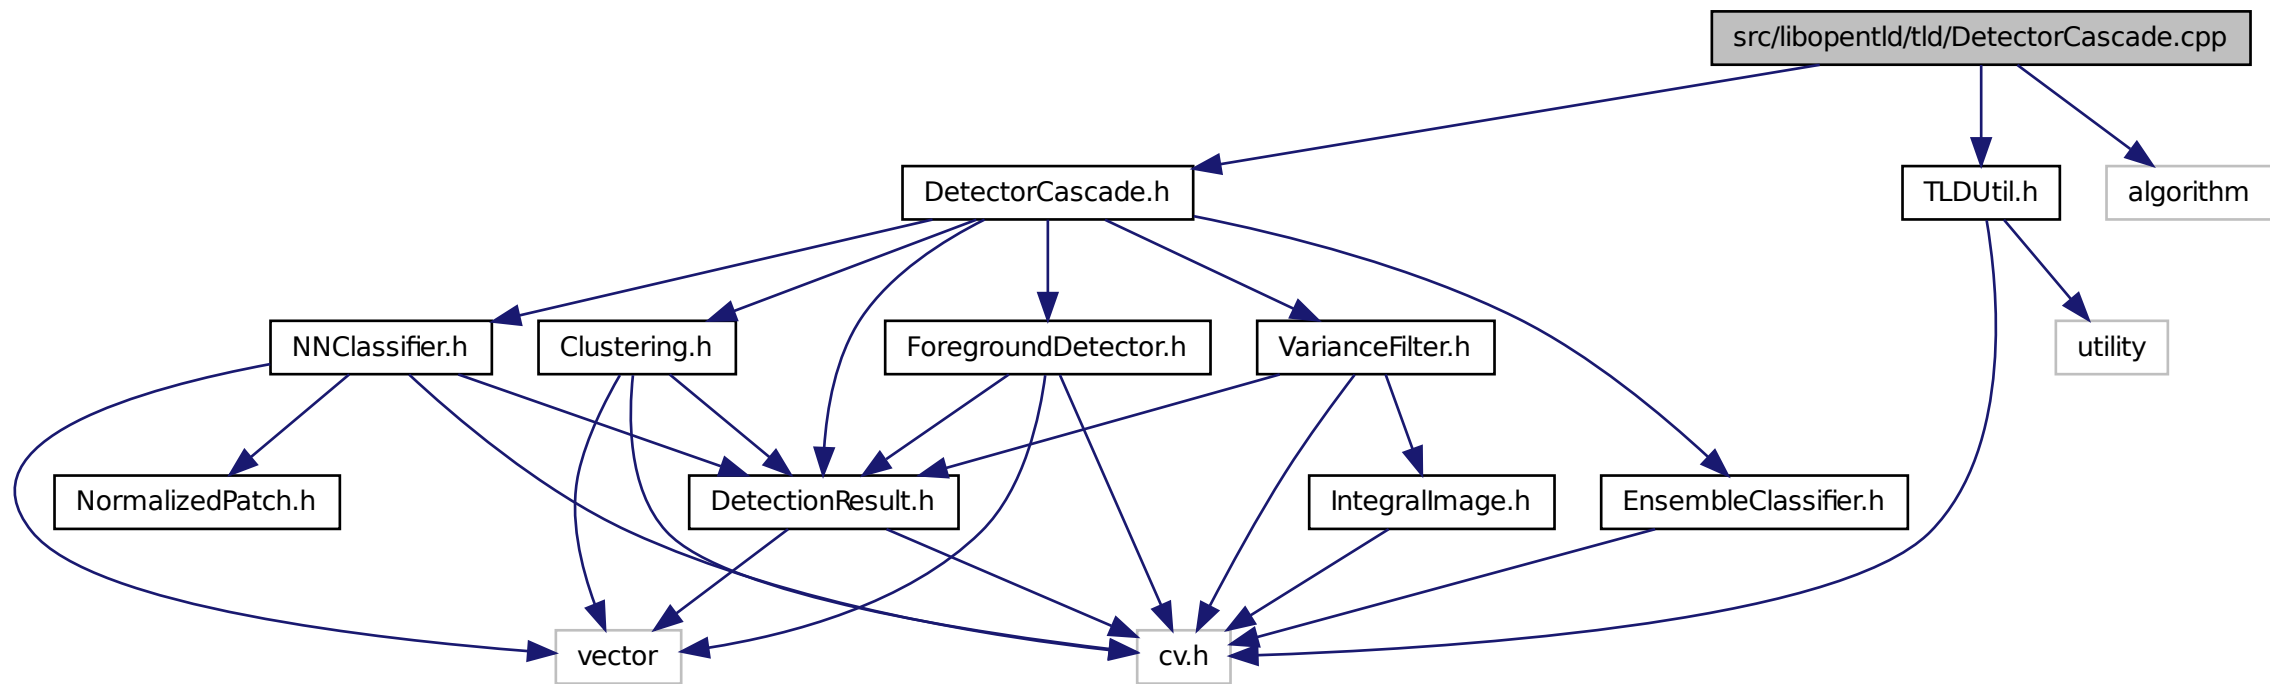 src/libopentld/tld/DetectorCascade.cpp
DetectorCascade.h
TLDUtil.h
algorithm
NNClassifier.h
Clustering.h
ForegroundDetector.h
VarianceFilter.h
utility
NormalizedPatch.h
DetectionResult.h
IntegralImage.h
EnsembleClassifier.h
vector
cv.h